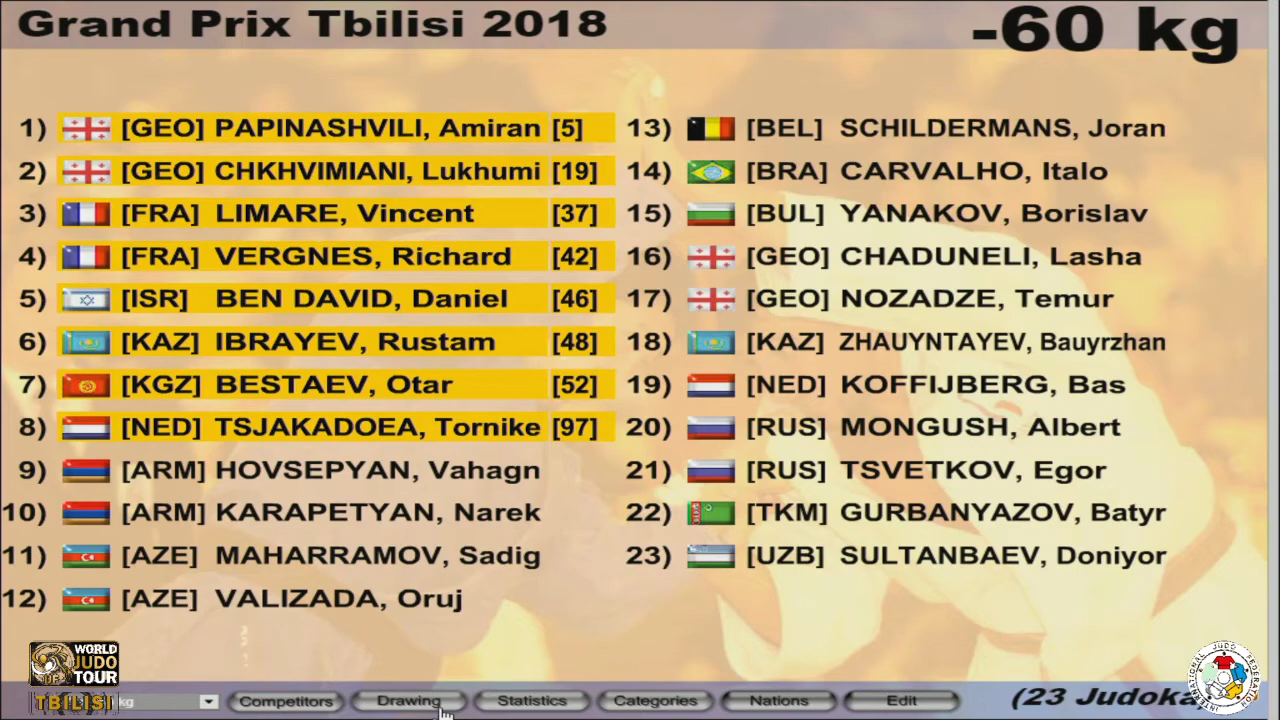 Grand Prix Tbilisi 2018
-60 kg
1) [GEO] PAPINASHVILI, Amiran [5]
2) [GEO] CHKHVIMIANI, Lukhumi [19]
3) [FRA] LIMARE, Vincent [37]
4) [FRA] VERGNES, Richard [42]
5) [ISR] BEN DAVID, Daniel [46]
6) [KAZ] IBRAYEV, Rustam [48]
7) [KGZ] BESTAEV, Otar [52]
8) [NED] TSJAKADOEA, Tornike [97]
9) [ARM] HOVSEPYAN, Vahagn
10) [ARM] KARAPETYAN, Narek
11) [AZE] MAHARRAMOV, Sadig
12) [AZE] VALIZADA, Oruj
13) [BEL] SCHILDERMANS, Joran
14) [BRA] CARVALHO, Italo
15) [BUL] YANAKOV, Borislav
16) [GEO] CHADUNELI, Lasha
17) [GEO] NOZADZE, Temur
18) [KAZ] ZHAUYNTAYEV, Bauyrzhan
19) [NED] KOFFIJBERG, Bas
20) [RUS] MONGUSH, Albert
21) [RUS] TSVETKOV, Egor
22) [TKM] GURBANYAZOV, Batyr
23) [UZB] SULTANBAEV, Doniyor
WORLD
JUDO
TOUR
TBILISI
kg Competitors Drawing Statistics Categories Nations Edit (23 Judoka)
INTERNATIONAL JUDO FEDERATION